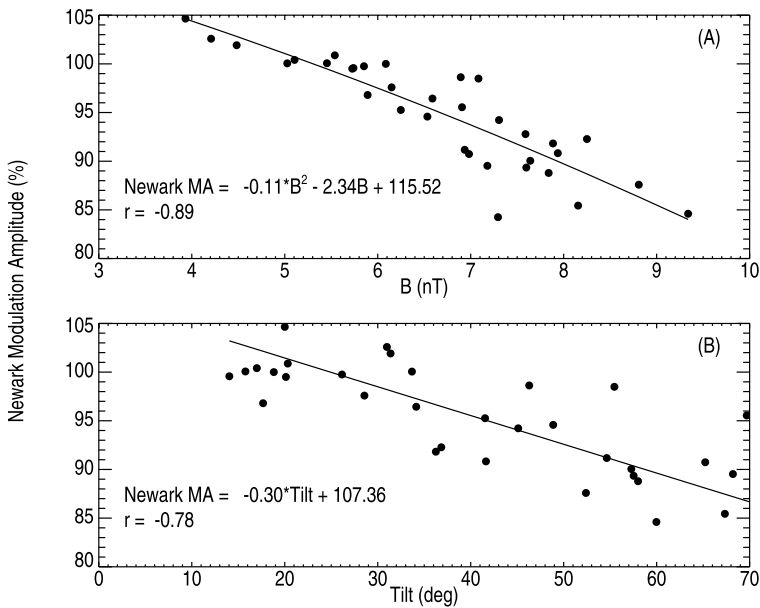 Newark Modulation Amplitude (%)
105
100
95
90
85
80
(A)
Newark MA = -0.11*B² - 2.34B + 115.52
r = -0.89
3 4 5 6 7 8 9 10
B (nT)
105
100
95
90
85
80
(B)
Newark MA = -0.30*Tilt + 107.36
r = -0.78
0 10 20 30 40 50 60 70
Tilt (deg)